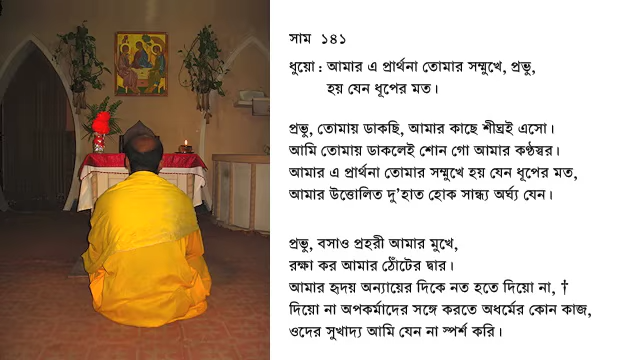 সাম ১৪১
ধুয়ো : আমার এ প্রার্থনা তোমার সম্মুখে, প্রভু,
হয় যেন ধূপের মত।
প্রভু, তোমায় ডাকছি, আমার কাছে শীঘ্রই এসো।
আমি তোমায় ডাকলেই শোন গো আমার কণ্ঠস্বর।
আমার এ প্রার্থনা তোমার সম্মুখে হয় যেন ধূপের মত,
আমার উত্তোলিত দু’হাত হোক সান্ধ্য অর্ঘ্য যেন।
প্রভু, বসাও প্রহরী আমার মুখে,
রক্ষা কর আমার ঠোঁটের দ্বার।
আমার হৃদয় অন্যায়ের দিকে নত হতে দিয়ো না, †
দিয়ো না অপকর্মাদের সঙ্গে করতে অধর্মের কোন কাজ,
ওদের সুখাদ্য আমি যেন না স্পর্শ করি।